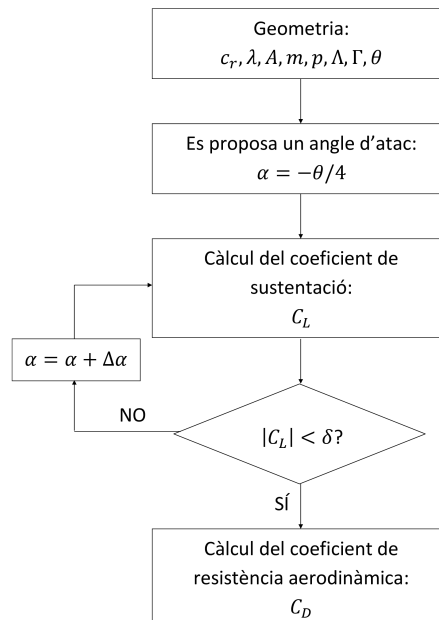 Geometria:
c_r, λ, A, m, p, Λ, Γ, θ
Es proposa un angle d'atac:
α = −θ/4
Càlcul del coeficient de
sustentació:
C_L
α = α + Δα
NO
|C_L| < δ?
SÍ
Càlcul del coeficient de
resistència aerodinàmica:
C_D